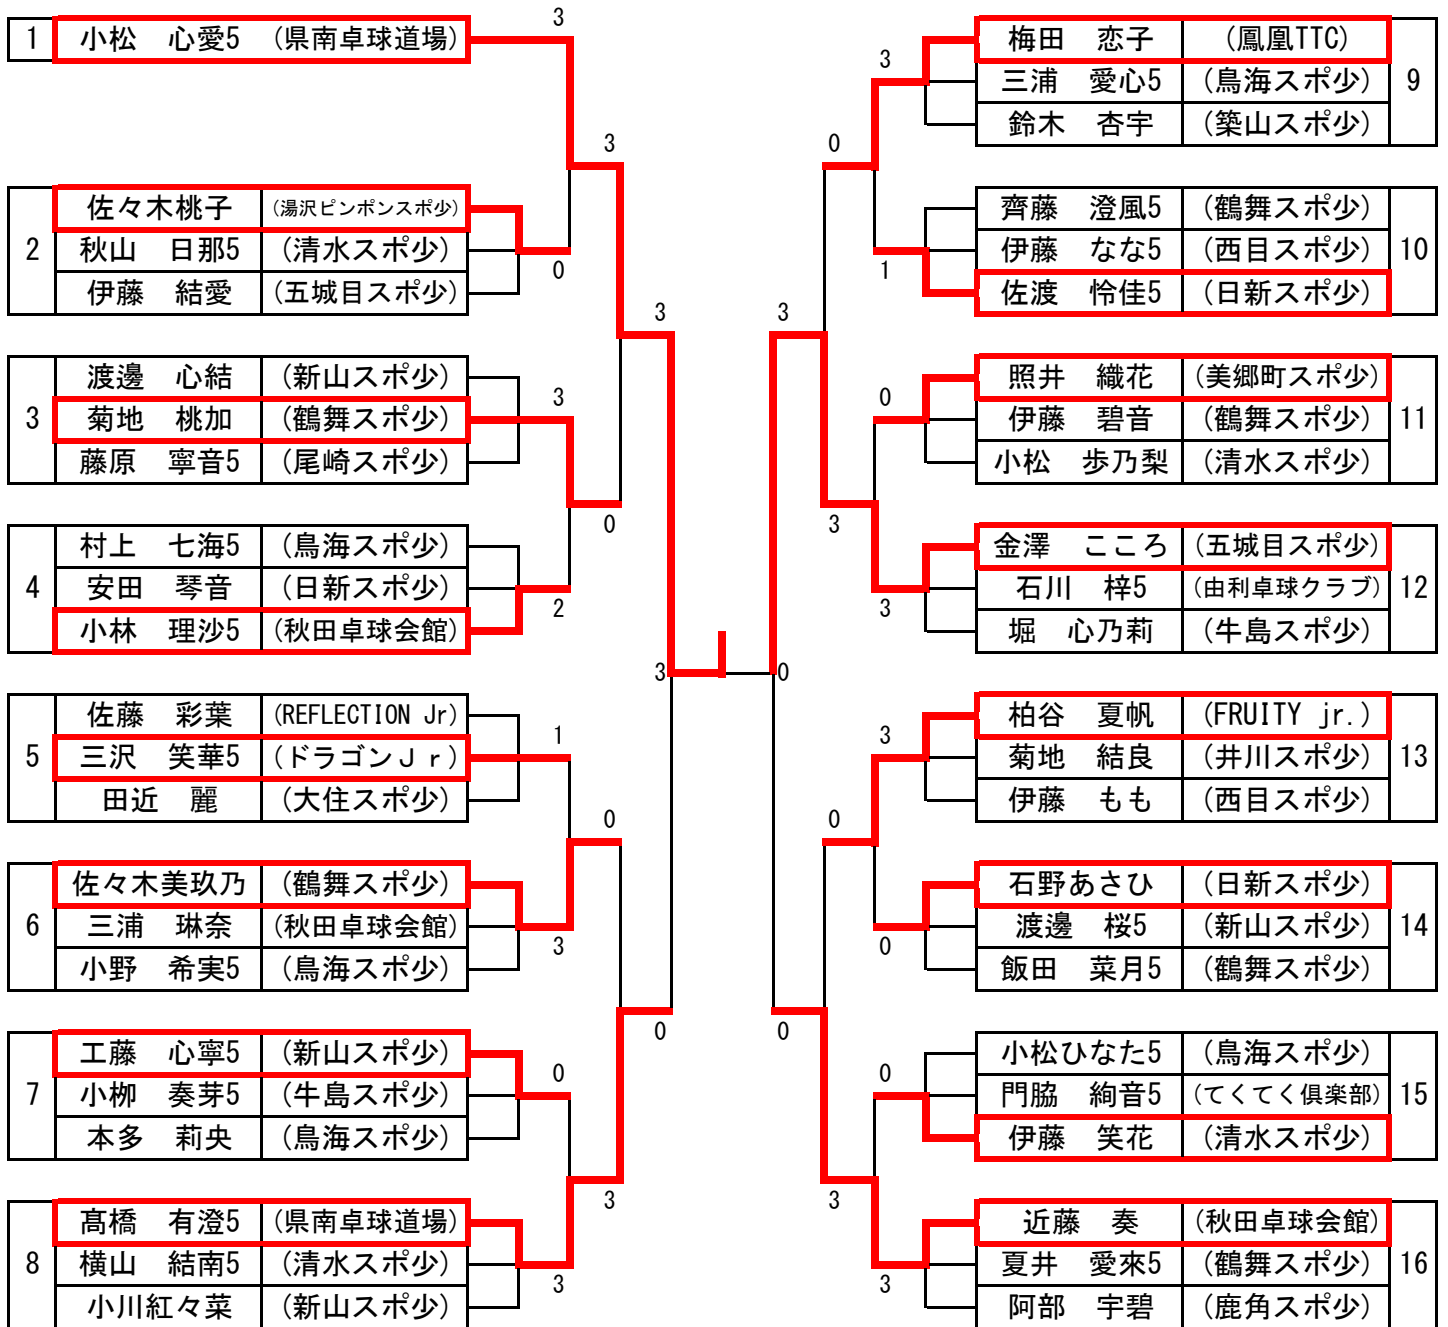 3
1 小松 心愛5 (県南卓球道場)
3
0
佐々木桃子 (湯沢ピンポンスポ少)
2 秋山 日那5 (清水スポ少)
伊藤 結愛 (五城目スポ少)
3
渡邊 心結 (新山スポ少)
3 菊地 桃加 (鶴舞スポ少)
藤原 寧音5 (尾崎スポ少)
3
0
村上 七海5 (鳥海スポ少)
4 安田 琴音 (日新スポ少)
小林 理沙5 (秋田卓球会館)
2
3
佐藤 彩葉 (REFLECTION Jr)
5 三沢 笑華5 (ドラゴンJr)
田近 麗 (大住スポ少)
1
0
佐々木美玖乃 (鶴舞スポ少)
6 三浦 琳奈 (秋田卓球会館)
小野 希実5 (鳥海スポ少)
3
0
工藤 心寧5 (新山スポ少)
7 小栁 奏芽5 (牛島スポ少)
本多 莉央 (鳥海スポ少)
0
3
髙橋 有澄5 (県南卓球道場)
8 横山 結南5 (清水スポ少)
小川紅々菜 (新山スポ少)
3
梅田 恋子 (鳳凰TTC)
三浦 愛心5 (鳥海スポ少) 9
鈴木 杏宇 (築山スポ少)
3
0
齊藤 澄風5 (鶴舞スポ少)
伊藤 なな5 (西目スポ少) 10
佐渡 怜佳5 (日新スポ少)
1
3
照井 織花 (美郷町スポ少)
伊藤 碧音 (鶴舞スポ少) 11
小松 歩乃梨 (清水スポ少)
0
3
金澤 こころ (五城目スポ少)
石川 梓5 (由利卓球クラブ) 12
堀 心乃莉 (牛島スポ少)
3
0
柏谷 夏帆 (FRUITY jr.)
菊地 結良 (井川スポ少) 13
伊藤 もも (西目スポ少)
3
0
石野あさひ (日新スポ少)
渡邊 桜5 (新山スポ少) 14
飯田 菜月5 (鶴舞スポ少)
0
0
小松ひなた5 (鳥海スポ少)
門脇 絢音5 (てくてく倶楽部) 15
伊藤 笑花 (清水スポ少)
0
3
近藤 奏 (秋田卓球会館)
夏井 愛來5 (鶴舞スポ少) 16
阿部 宇碧 (鹿角スポ少)
3